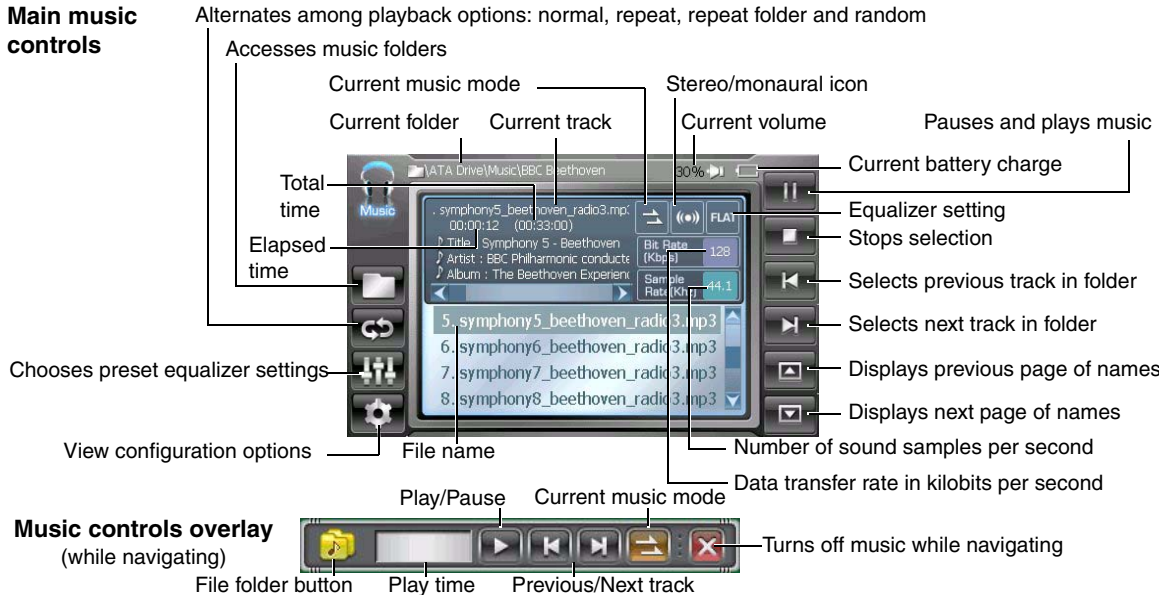 Main music controls
Alternates among playback options: normal, repeat, repeat folder and random
Accesses music folders
Current music mode
Stereo/monaural icon
Current folder
Current track
Current volume
Pauses and plays music
Current battery charge
Total time
Elapsed time
Equalizer setting
Stops selection
Selects previous track in folder
Selects next track in folder
Displays previous page of names
Displays next page of names
Chooses preset equalizer settings
View configuration options
File name
Number of sound samples per second
Data transfer rate in kilobits per second
Music
\ATA Drive\Music\BBC Beethoven
30%
. symphony5_beethoven_radio3.mp
00:00:12 (00:33:00)
Title : Symphony 5 - Beethoven
Artist : BBC Philharmonic conducte
Album : The Beethoven Experienc
FLAT
Bit Rate (Kbps)
128
Sample Rate(Khz)
44.1
5. symphony5_beethoven_radio3.mp3
6. symphony6_beethoven_radio3.mp3
7. symphony7_beethoven_radio3.mp3
8. symphony8_beethoven_radio3.mp3
Music controls overlay
(while navigating)
Play/Pause
Current music mode
Turns off music while navigating
File folder button
Play time
Previous/Next track